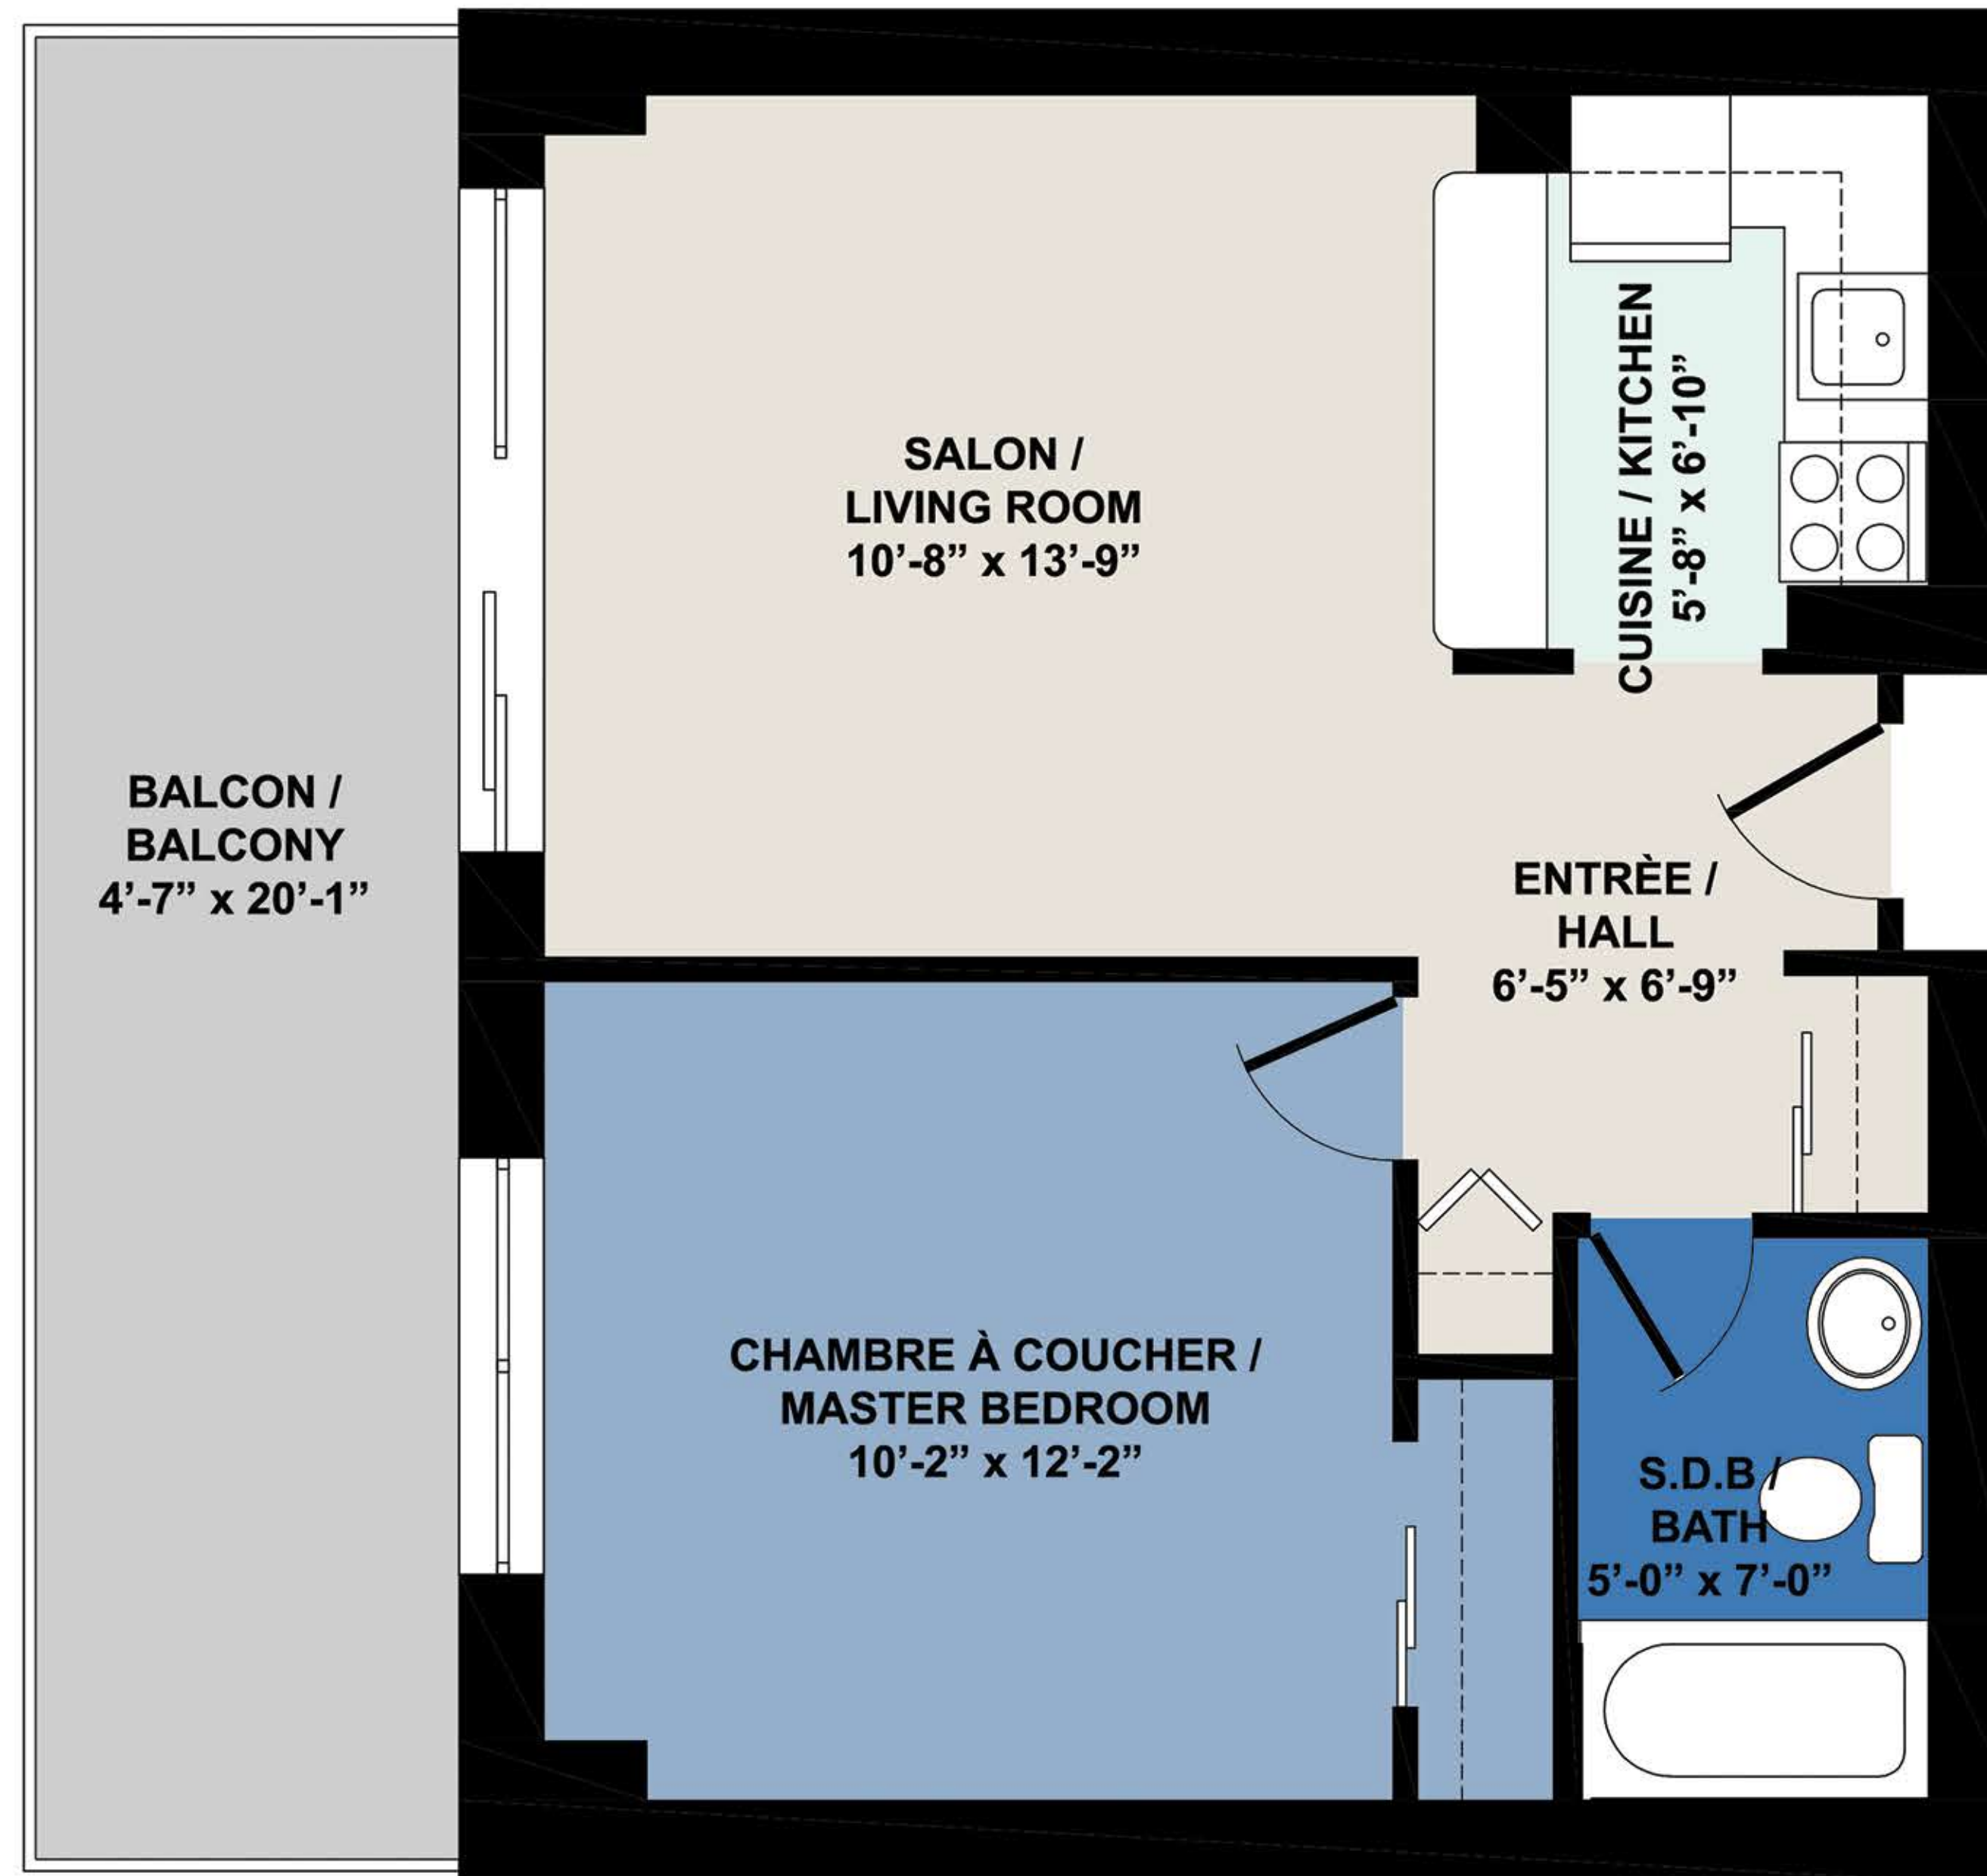 SALON /
LIVING ROOM
10’-8” x 13’-9”
CUISINE / KITCHEN
5’-8” x 6’-10”
BALCON /
BALCONY
4’-7” x 20’-1”
ENTRÈE /
HALL
6’-5” x 6’-9”
CHAMBRE À COUCHER /
MASTER BEDROOM
10’-2” x 12’-2”
S.D.B /
BATH
5’-0” x 7’-0”